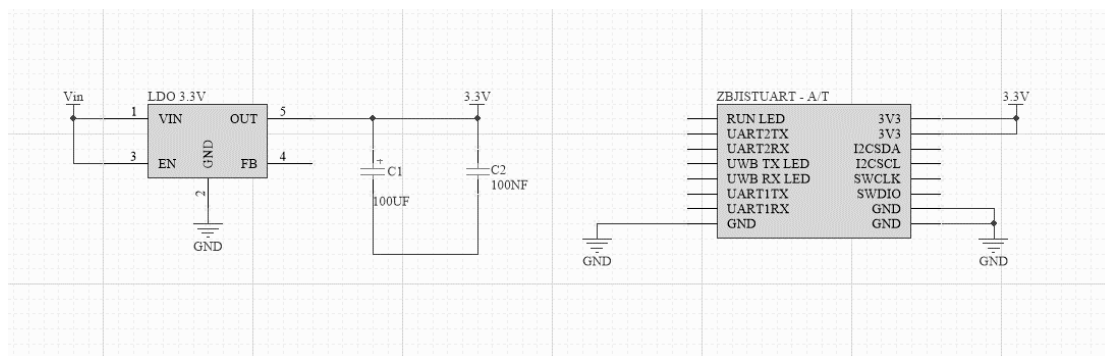 Vin
LDO 3.3V
1 VIN OUT 5
3 EN GND FB 4
2
GND
3.3V
C1
100UF
C2
100NF
ZBJISTUART - A/T
RUN LED 3V3
UART2TX 3V3
UART2RX I2CSDA
UWB TX LED I2CSCL
UWB RX LED SWCLK
UART1TX SWDIO
UART1RX GND
GND GND
3.3V
GND
GND